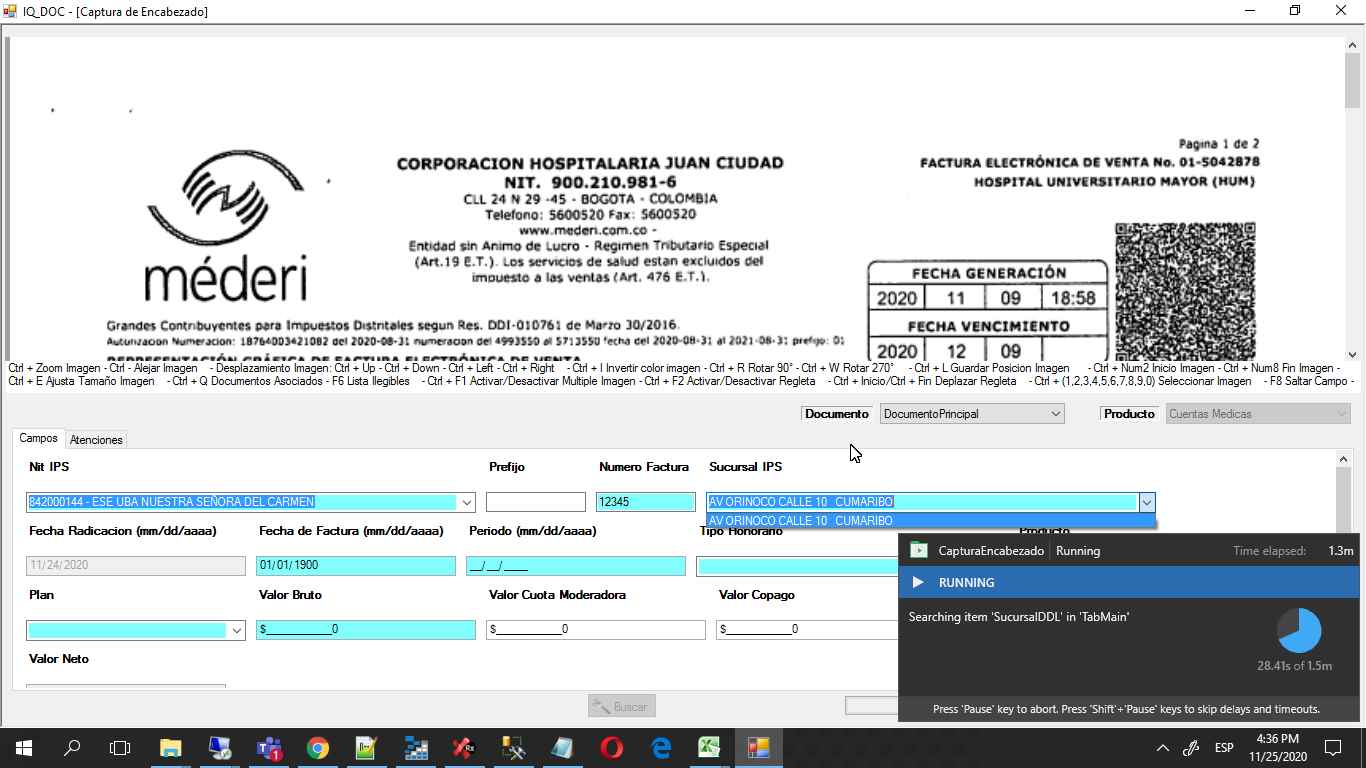 IQ_DOC - [Captura de Encabezado]
Pagina 1 de 2
CORPORACION HOSPITALARIA JUAN CIUDAD
FACTURA ELECTRÓNICA DE VENTA No. 01-5042878
NIT. 900.210.981-6
HOSPITAL UNIVERSITARIO MAYOR (HUM)
CLL 24 N 29 -45 - BOGOTA - COLOMBIA
Telefono: 5600520 Fax: 5600520
www.mederi.com.co -
Entidad sin Animo de Lucro - Regimen Tributario Especial
(Art.19 E.T.). Los servicios de salud estan excluidos del
impuesto a las ventas (Art. 476 E.T.).
méderi
FECHA GENERACIÓN
2020 11 09 18:58
FECHA VENCIMIENTO
2020 12 09
Grandes Contribuyentes para Impuestos Distritales segun Res. DDI-010761 de Marzo 30/2016.
Autorizacion Numeracion: 18764003421082 del 2020-08-31 numeracion del 4993550 al 5713550 fecha del 2020-08-31 al 2021-08-31 prefijo: 01
REPRESENTACIÓN GRÁFICA DE FACTURA ELECTRÓNICA DE VENTA
Ctrl + Zoom Imagen - Ctrl - Alejar Imagen - Desplazamiento Imagen: Ctrl + Up - Ctrl + Down - Ctrl + Left - Ctrl + Right - Ctrl + I Invertir color imagen - Ctrl + R Rotar 90° - Ctrl + W Rotar 270° - Ctrl + L Guardar Posicion Imagen - Ctrl + Num2 Inicio Imagen - Ctrl + Num8 Fin Imagen -
Ctrl + E Ajusta Tamaño Imagen - Ctrl + Q Documentos Asociados - F6 Lista Ilegibles - Ctrl + F1 Activar/Desactivar Multiple Imagen - Ctrl + F2 Activar/Desactivar Regleta - Ctrl + Inicio/Ctrl + Fin Deplazar Regleta - Ctrl + (1,2,3,4,5,6,7,8,9,0) Seleccionar Imagen - F8 Saltar Campo -
Documento DocumentoPrincipal Producto Cuentas Medicas
Campos Atenciones
Nit IPS Prefijo Numero Factura Sucursal IPS
842000144 - ESE UBA NUESTRA SEÑORA DEL CARMEN 12345 AV ORINOCO CALLE 10 CUMARIBO
AV ORINOCO CALLE 10 CUMARIBO
Fecha Radicacion (mm/dd/aaaa) Fecha de Factura (mm/dd/aaaa) Periodo (mm/dd/aaaa) Tipo Honorario Producto
11/24/2020 01/01/1900 __/__/____
Plan Valor Bruto Valor Cuota Moderadora Valor Copago
$__________0 $__________0 $__________0
Valor Neto
Buscar
CapturaEncabezado Running Time elapsed: 1.3m
RUNNING
Searching item 'SucursalDDL' in 'TabMain'
28.41s of 1.5m
Press 'Pause' key to abort. Press 'Shift'+'Pause' keys to skip delays and timeouts.
ESP
4:36 PM
11/25/2020